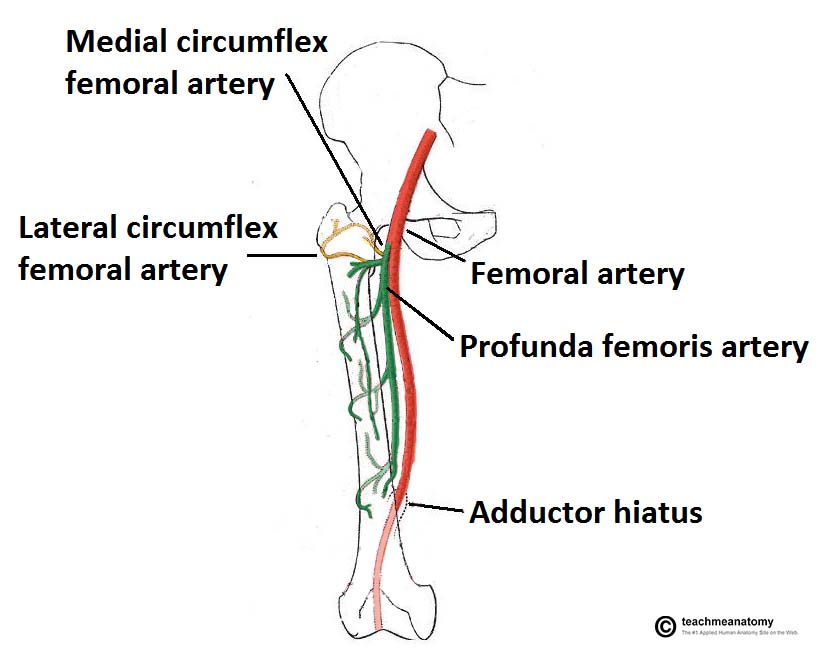 Medial circumflex
femoral artery
Lateral circumflex
femoral artery
Femoral artery
Profunda femoris artery
Adductor hiatus
© teachmeanatomy
The #1 Applied Human Anatomy Site on the Web.